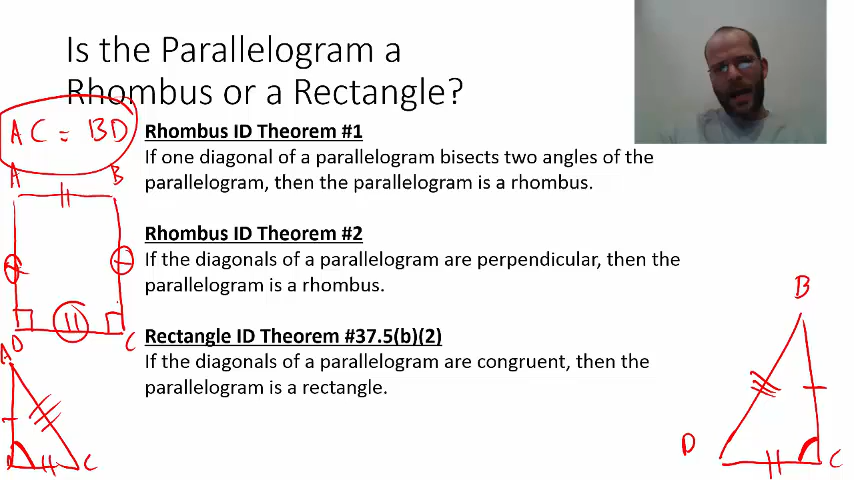 Is the Parallelogram a
Rhombus or a Rectangle?
AC = BD
Rhombus ID Theorem #1
If one diagonal of a parallelogram bisects two angles of the
parallelogram, then the parallelogram is a rhombus.
Rhombus ID Theorem #2
If the diagonals of a parallelogram are perpendicular, then the
parallelogram is a rhombus.
Rectangle ID Theorem #37.5(b)(2)
If the diagonals of a parallelogram are congruent, then the
parallelogram is a rectangle.
A B
D C
A
D C
B
D C